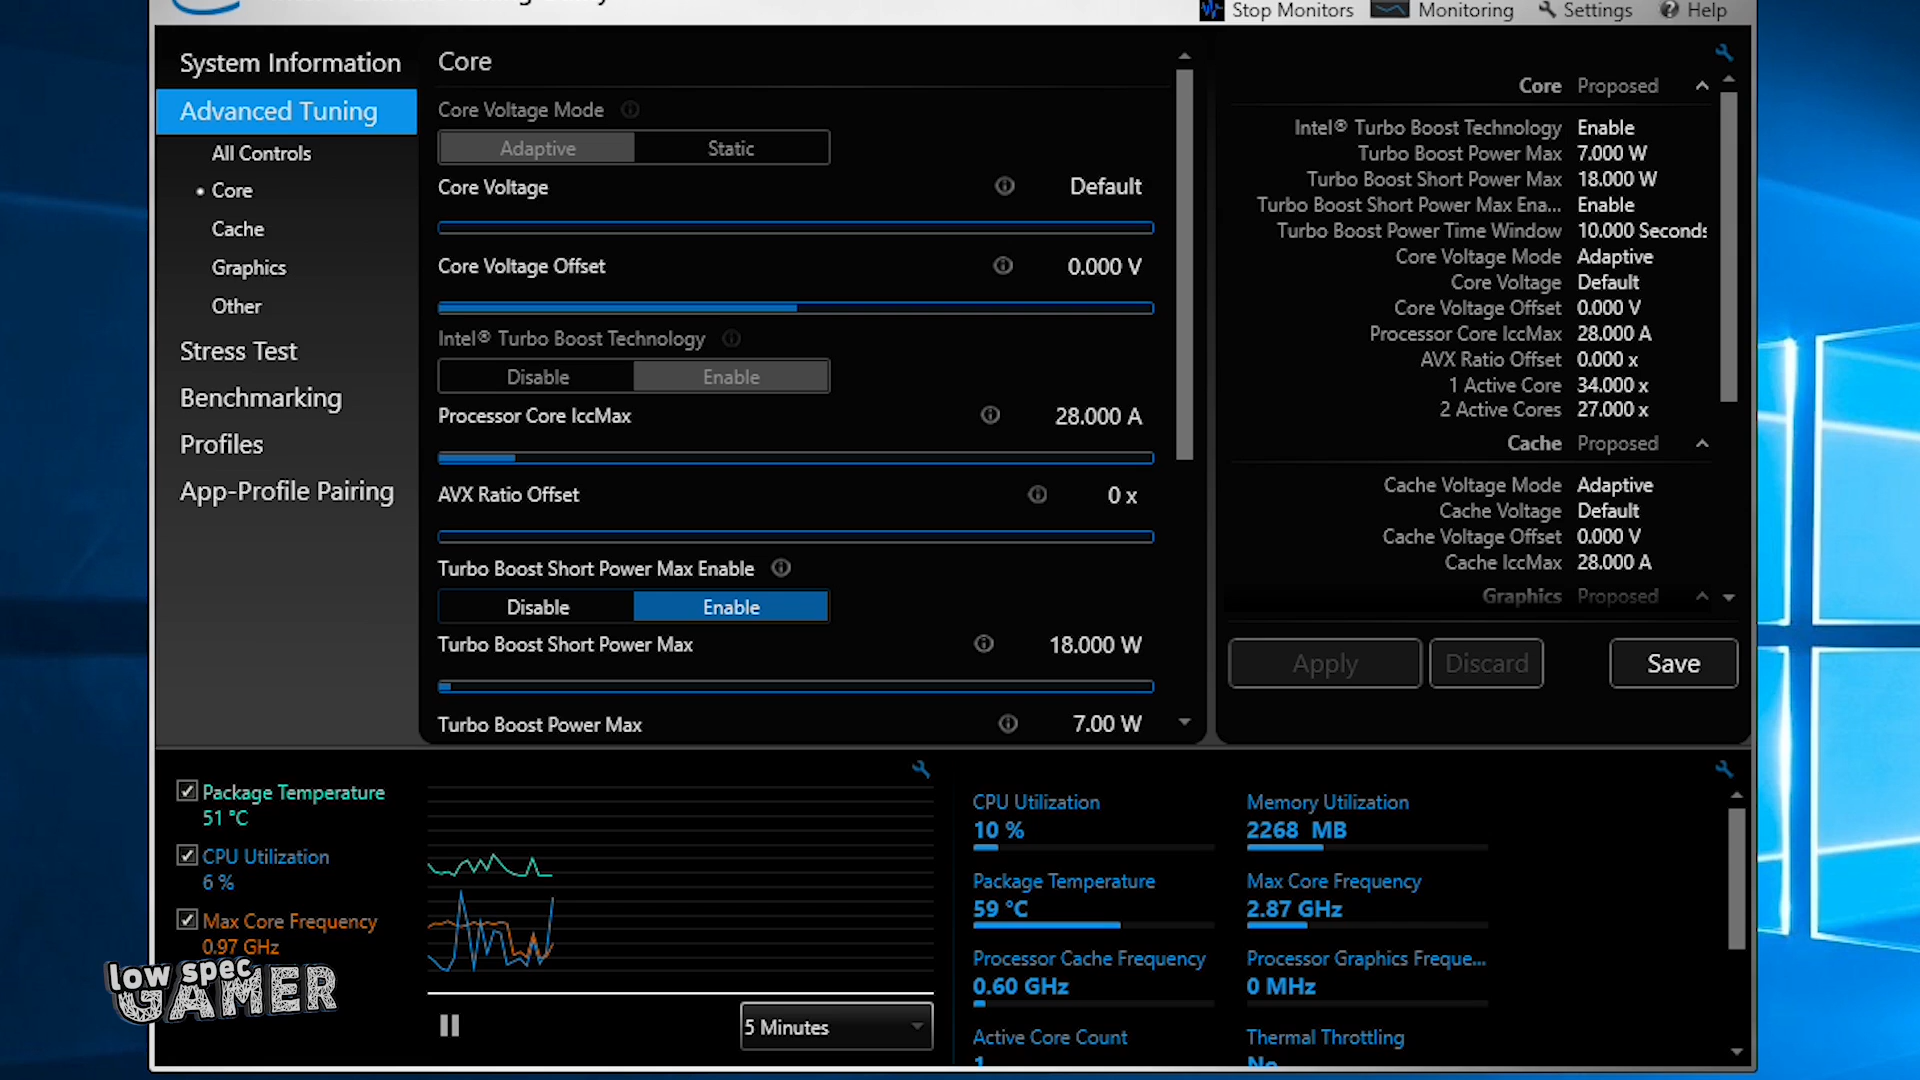 Stop Monitors
Monitoring
Settings
Help
System Information
Advanced Tuning
All Controls
Core
Cache
Graphics
Other
Stress Test
Benchmarking
Profiles
App-Profile Pairing
Core
Core Voltage Mode
Adaptive Static
Core Voltage Default
Core Voltage Offset 0.000 V
Intel® Turbo Boost Technology
Disable Enable
Processor Core IccMax 28.000 A
AVX Ratio Offset 0 x
Turbo Boost Short Power Max Enable
Disable Enable
Turbo Boost Short Power Max 18.000 W
Turbo Boost Power Max 7.00 W
Core Proposed
Intel® Turbo Boost Technology Enable
Turbo Boost Power Max 7.000 W
Turbo Boost Short Power Max 18.000 W
Turbo Boost Short Power Max Ena... Enable
Turbo Boost Power Time Window 10.000 Seconds
Core Voltage Mode Adaptive
Core Voltage Default
Core Voltage Offset 0.000 V
Processor Core IccMax 28.000 A
AVX Ratio Offset 0.000 x
1 Active Core 34.000 x
2 Active Cores 27.000 x
Cache Proposed
Cache Voltage Mode Adaptive
Cache Voltage Default
Cache Voltage Offset 0.000 V
Cache IccMax 28.000 A
Graphics Proposed
Apply Discard Save
Package Temperature
51 °C
CPU Utilization
6 %
Max Core Frequency
0.97 GHz
5 Minutes
CPU Utilization
10 %
Package Temperature
59 °C
Processor Cache Frequency
0.60 GHz
Active Core Count
1
Memory Utilization
2268 MB
Max Core Frequency
2.87 GHz
Processor Graphics Freque...
0 MHz
Thermal Throttling
No
low spec
GAMER